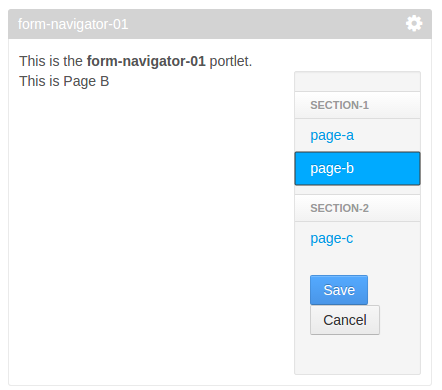 form-navigator-01
This is the form-navigator-01 portlet.
This is Page B
SECTION-1
page-a
page-b
SECTION-2
page-c
Save
Cancel